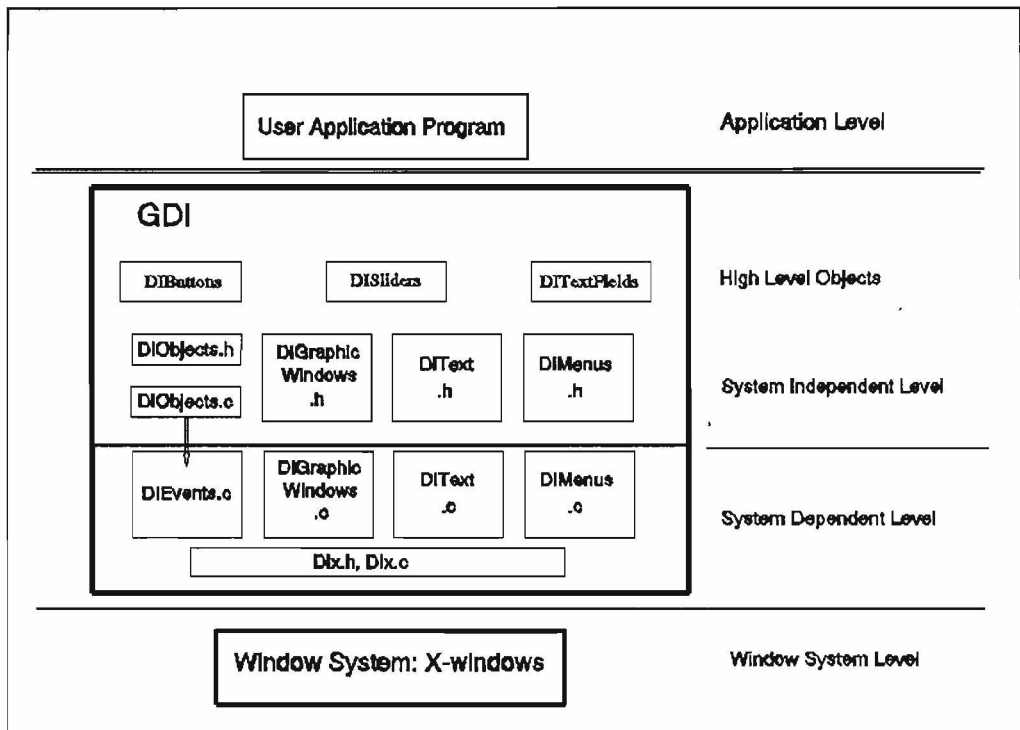 User Application Program
Application Level
GDI
DIButtons
DISliders
DITextFields
High Level Objects
DIObjects.h
DIObjects.c
DIGraphic
Windows
.h
DIText
.h
DIMenus
.h
System Independent Level
DIEvents.c
DIGraphic
Windows
.c
DIText
.c
DIMenus
.c
System Dependent Level
DIx.h, DIx.c
Window System: X-windows
Window System Level